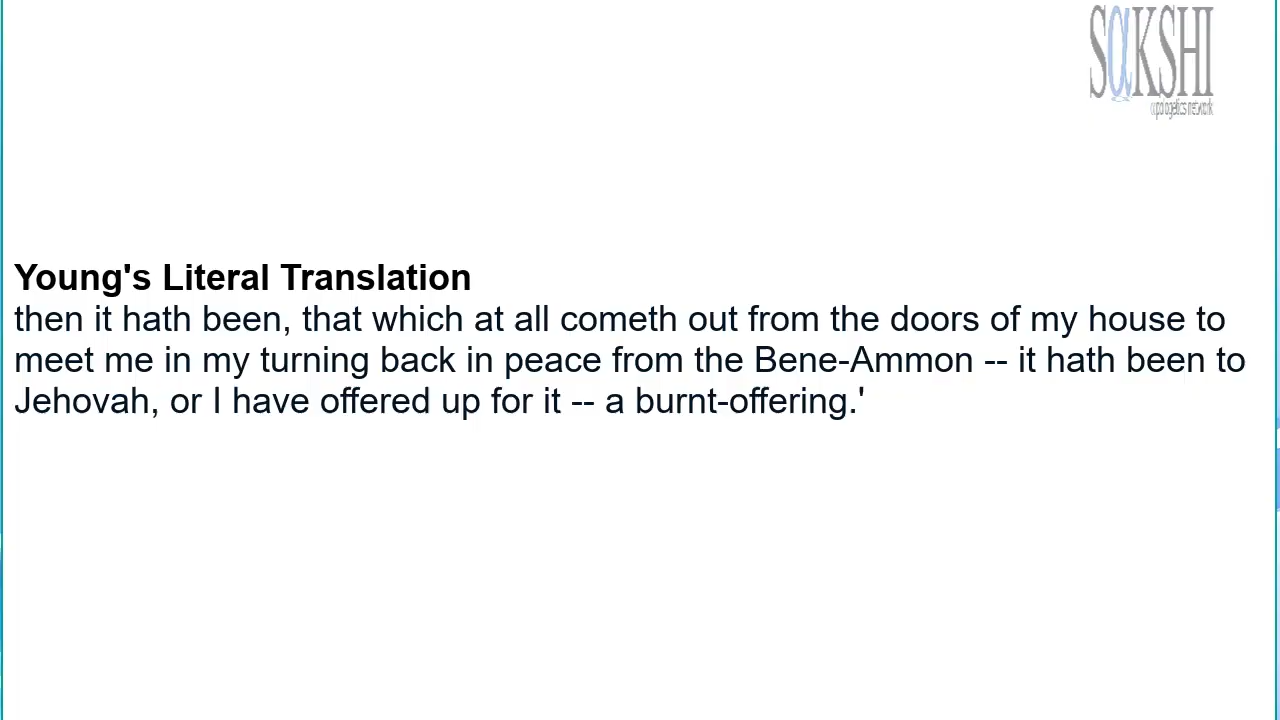 SAKSHI
apologetics network
Young's Literal Translation
then it hath been, that which at all cometh out from the doors of my house to
meet me in my turning back in peace from the Bene-Ammon -- it hath been to
Jehovah, or I have offered up for it -- a burnt-offering.'